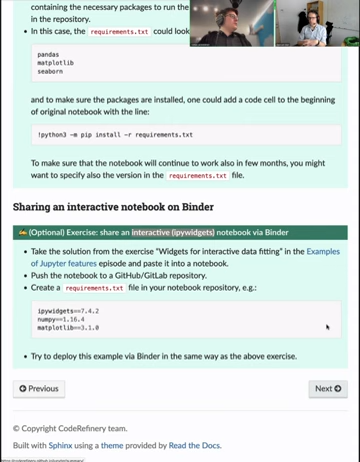 containing the necessary packages to run the
in the repository.
• In this case, the requirements.txt could look
pandas
matplotlib
seaborn
and to make sure the packages are installed, one could add a code cell to the beginning
of original notebook with the line:
!python3 -m pip install -r requirements.txt
To make sure that the notebook will continue to work also in few months, you might
want to specify also the version in the requirements.txt file.
Sharing an interactive notebook on Binder
(Optional) Exercise: share an interactive (ipywidgets) notebook via Binder
• Take the solution from the exercise "Widgets for interactive data fitting" in the Examples
of Jupyter features episode and paste it into a notebook.
• Push the notebook to a GitHub/GitLab repository.
• Create a requirements.txt file in your notebook repository, e.g.:
ipywidgets==7.4.2
numpy==1.16.4
matplotlib==3.1.0
• Try to deploy this example via Binder in the same way as the above exercise.
Previous
Next
© Copyright CodeRefinery team.
Built with Sphinx using a theme provided by Read the Docs.